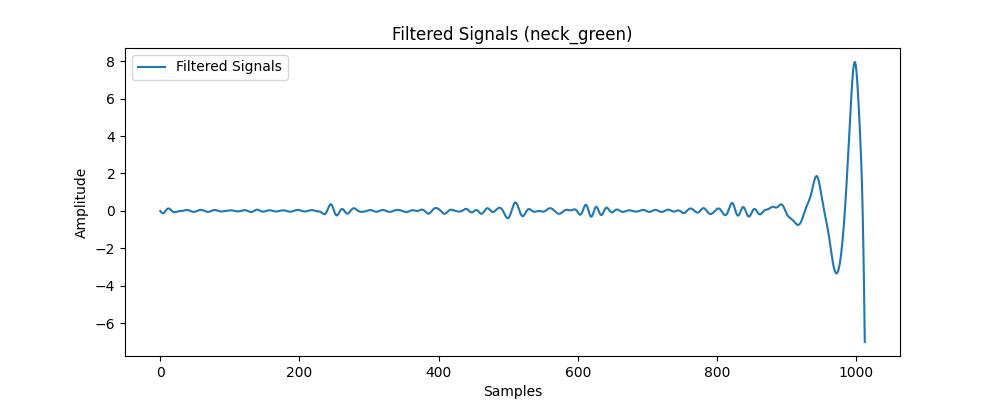 Filtered Signals (neck_green)
Filtered Signals
8
6
4
2
0
−2
−4
−6
Amplitude
0 200 400 600 800 1000
Samples